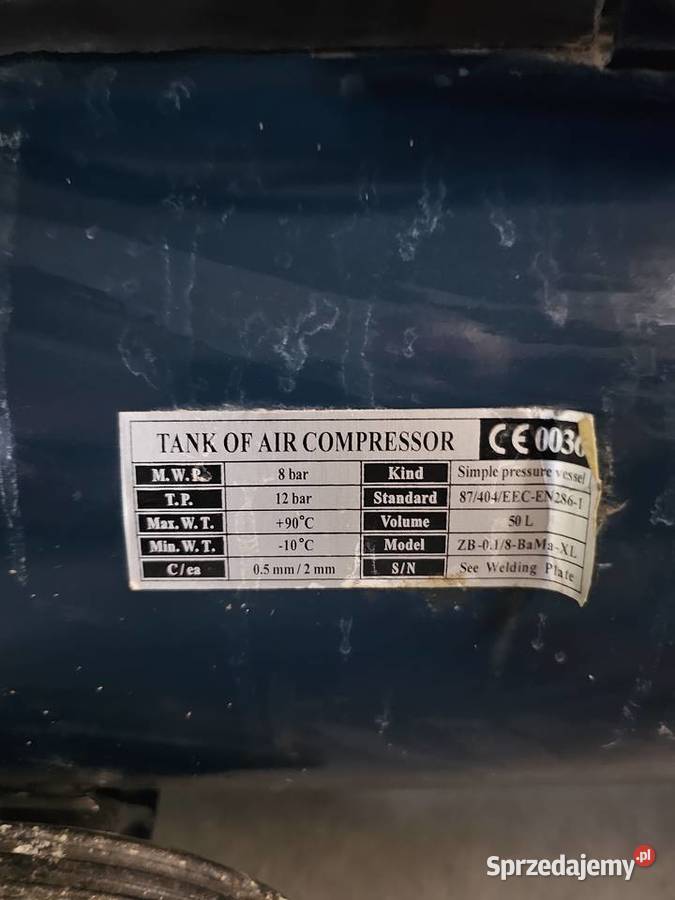 TANK OF AIR COMPRESSOR CE 0036
M.W.P. 8 bar Kind Simple pressure vessel
T.P. 12 bar Standard 87/404/EEC-EN286-1
Max. W. T. +90°C Volume 50 L
Min. W. T. -10°C Model ZB-0.1/8-BaMa-XL
C/ea 0.5 mm / 2 mm S/N See Welding Plate
Sprzedajemy.pl